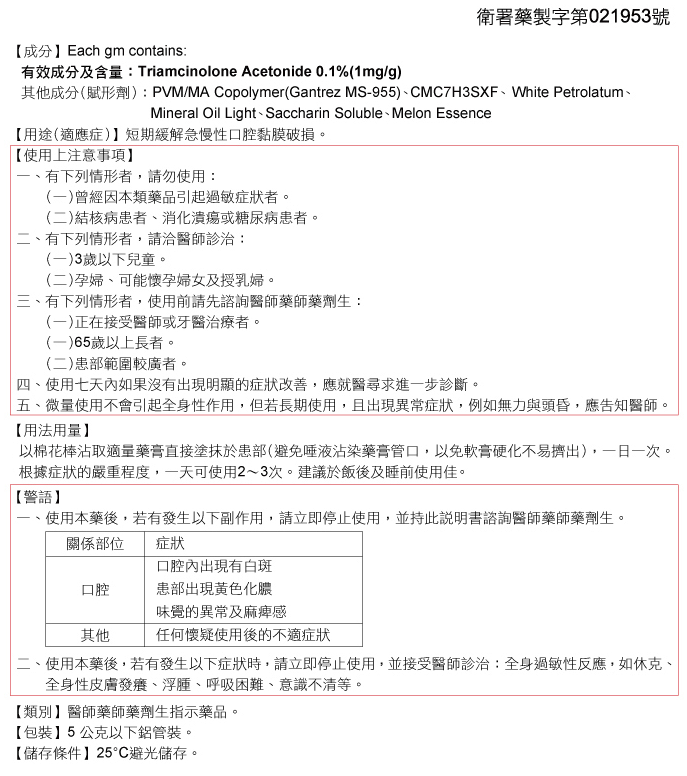 衛署藥製字第021953號
【成分】Each gm contains:
有效成分及含量：Triamcinolone Acetonide 0.1%(1mg/g)
其他成分(賦形劑)：PVM/MA Copolymer(Gantrez MS-955)、CMC7H3SXF、White Petrolatum、
Mineral Oil Light、Saccharin Soluble、Melon Essence
【用途(適應症)】短期緩解急慢性口腔黏膜破損。
【使用上注意事項】
一、有下列情形者，請勿使用：
(一)曾經因本類藥品引起過敏症狀者。
(二)結核病患者、消化潰瘍或糖尿病患者。
二、有下列情形者，請洽醫師診治：
(一)3歲以下兒童。
(二)孕婦、可能懷孕婦女及授乳婦。
三、有下列情形者，使用前請先諮詢醫師藥師藥劑生：
(一)正在接受醫師或牙醫治療者。
(一)65歲以上長者。
(二)患部範圍較廣者。
四、使用七天內如果沒有出現明顯的症狀改善，應就醫尋求進一步診斷。
五、微量使用不會引起全身性作用，但若長期使用，且出現異常症狀，例如無力與頭昏，應告知醫師。
【用法用量】
以棉花棒沾取適量藥膏直接塗抹於患部(避免唾液沾染藥膏管口，以免軟膏硬化不易擠出)，一日一次。
根據症狀的嚴重程度，一天可使用2～3次。建議於飯後及睡前使用佳。
【警語】
一、使用本藥後，若有發生以下副作用，請立即停止使用，並持此說明書諮詢醫師藥師藥劑生。
關係部位 症狀
口腔內出現有白斑
口腔 患部出現黃色化膿
味覺的異常及麻痺感
其他 任何懷疑使用後的不適症狀
二、使用本藥後，若有發生以下症狀時，請立即停止使用，並接受醫師診治：全身過敏性反應，如休克、
全身性皮膚發癢、浮腫、呼吸困難、意識不清等。
【類別】醫師藥師藥劑生指示藥品。
【包裝】5 公克以下鋁管裝。
【儲存條件】25°C避光儲存。